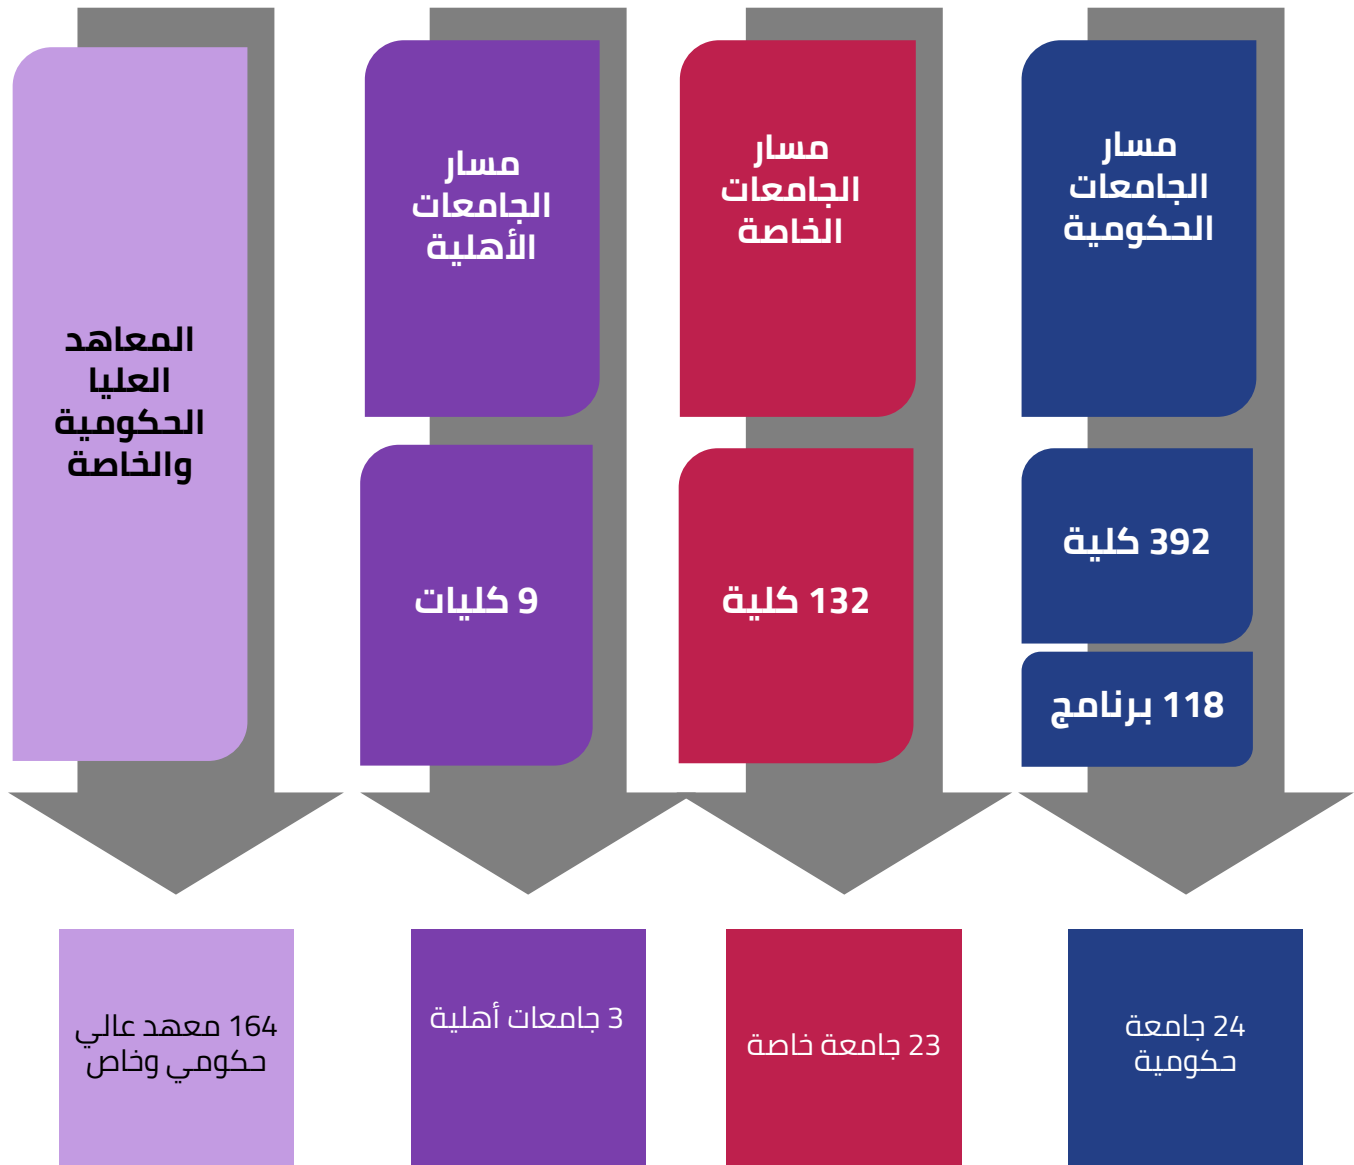 مسار
الجامعات
الحكومية
392 كلية
118 برنامج
24 جامعة
حكومية
مسار
الجامعات
الخاصة
132 كلية
23 جامعة خاصة
مسار
الجامعات
الأهلية
9 كليات
3 جامعات أهلية
المعاهد
العليا
الحكومية
والخاصة
164 معهد عالي
حكومي وخاص